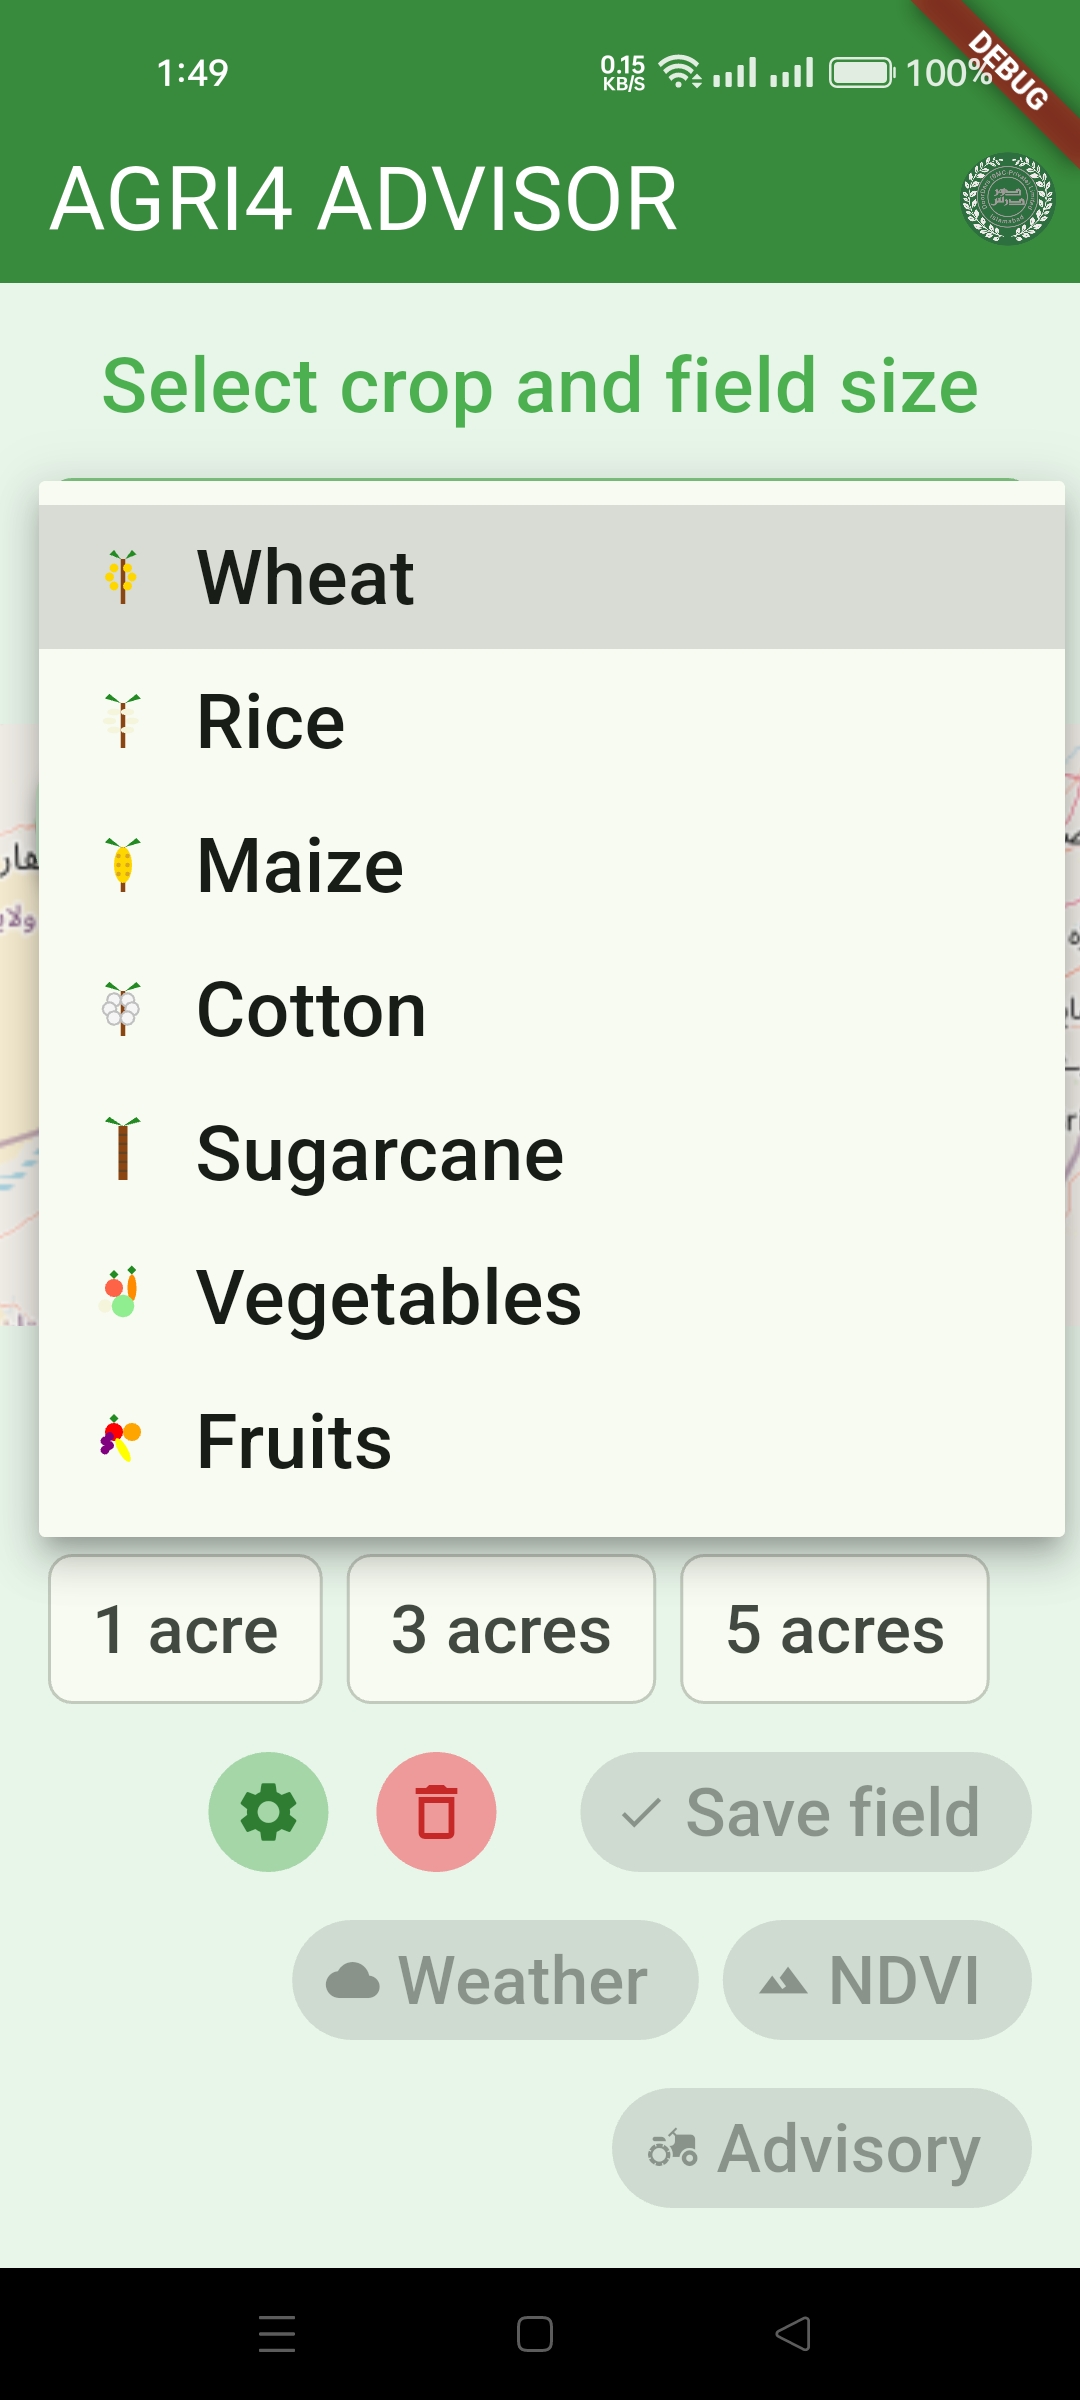 1:49
0.15
KB/S
100%
DEBUG
AGRI4 ADVISOR
Select crop and field size
Wheat
Rice
Maize
Cotton
Sugarcane
Vegetables
Fruits
1 acre
3 acres
5 acres
Save field
Weather
NDVI
Advisory